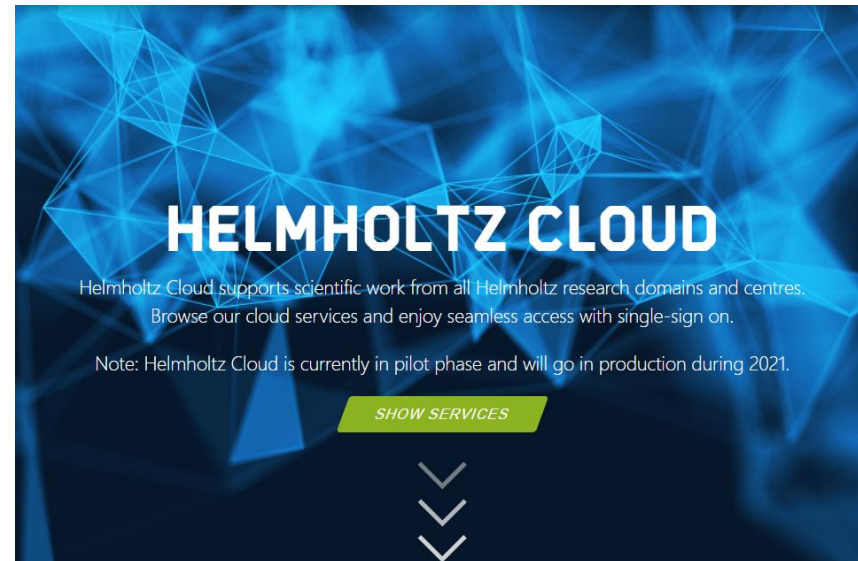 HELMHOLTZ CLOUD
Helmholtz Cloud supports scientific work from all Helmholtz research domains and centres.
Browse our cloud services and enjoy seamless access with single-sign on.
Note: Helmholtz Cloud is currently in pilot phase and will go in production during 2021.
SHOW SERVICES